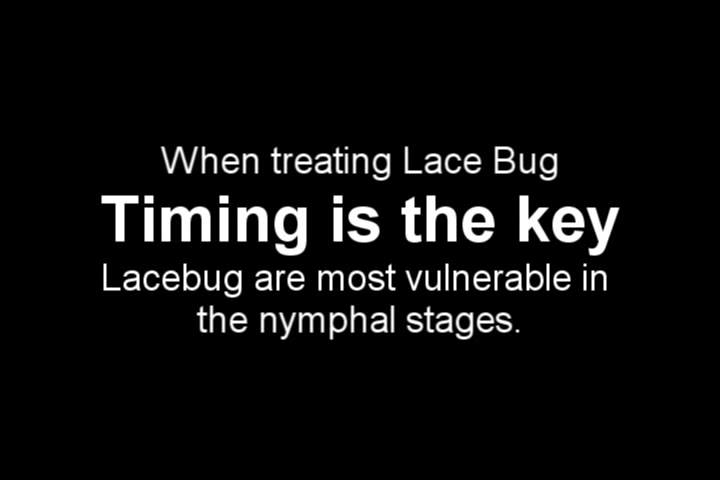 When treating Lace Bug
Timing is the key
Lacebug are most vulnerable in
the nymphal stages.